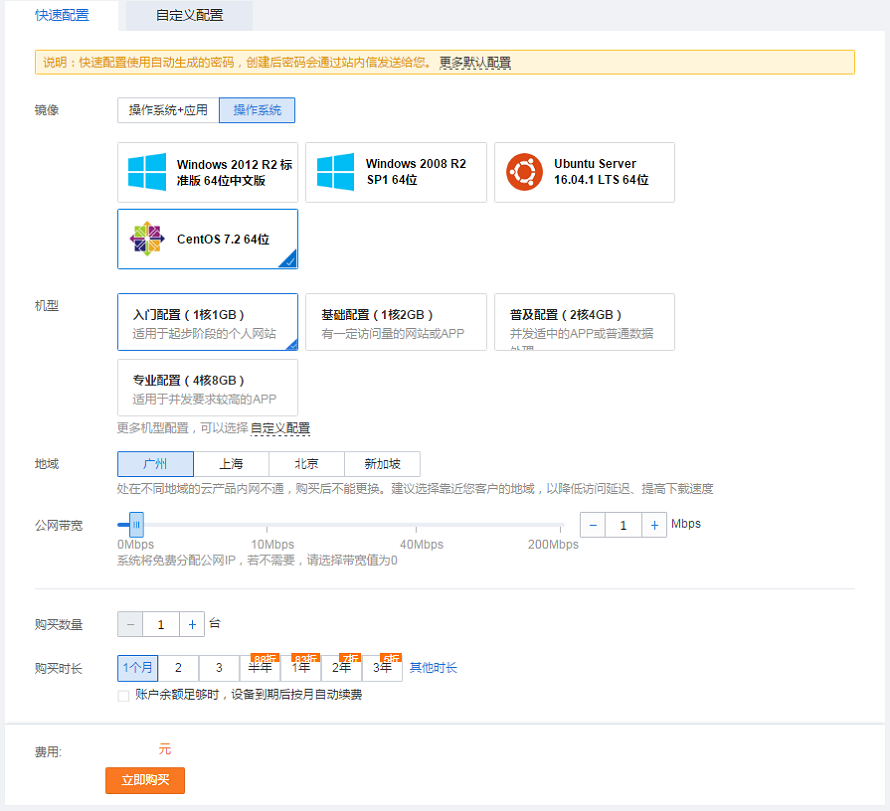 快速配置 自定义配置
说明：快速配置使用自动生成的密码，创建后密码会通过站内信发送给您。 更多默认配置
镜像 操作系统+应用 操作系统
Windows 2012 R2 标准版 64位中文版
Windows 2008 R2 SP1 64位
Ubuntu Server 16.04.1 LTS 64位
CentOS 7.2 64位
机型
入门配置（1核1GB）
适用于起步阶段的个人网站
基础配置（1核2GB）
有一定访问量的网站或APP
普及配置（2核4GB）
并发适中的APP或普通数据处理
专业配置（4核8GB）
适用于并发要求较高的APP
更多机型配置，可以选择 自定义配置
地域 广州 上海 北京 新加坡
处在不同地域的云产品内网不通，购买后不能更换。建议选择靠近您客户的地域，以降低访问延迟、提高下载速度
公网带宽 − 1 + Mbps
0Mbps 10Mbps 40Mbps 200Mbps
系统将免费分配公网IP，若不需要，请选择带宽值为0
购买数量 − 1 + 台
88折 83折 7折 5折
购买时长 1个月 2 3 半年 1年 2年 3年 其他时长
账户余额足够时，设备到期后按月自动续费
费用: 元
立即购买